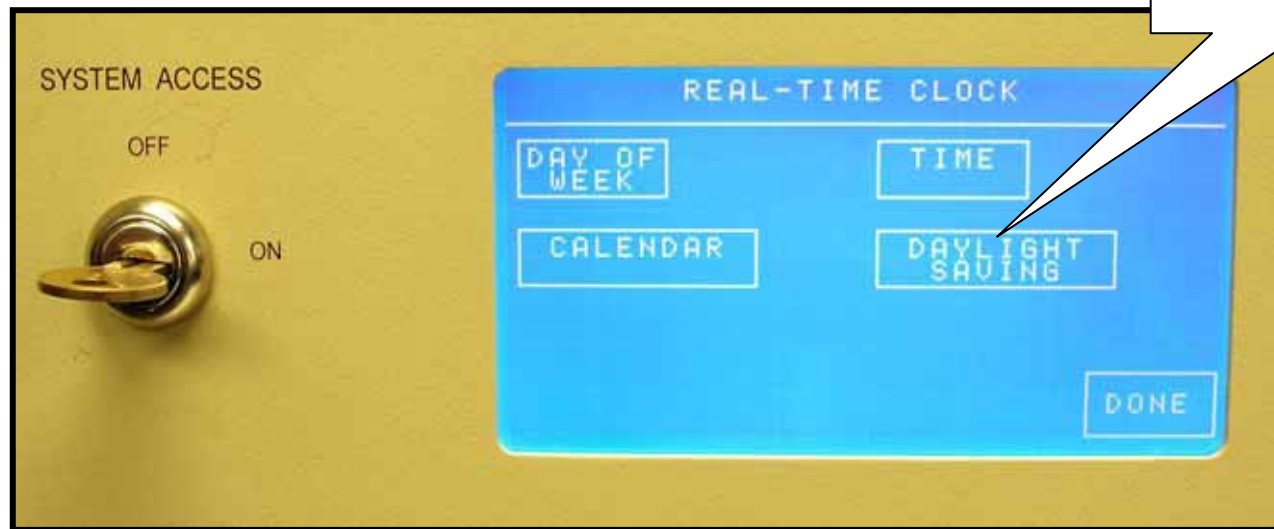 SYSTEM ACCESS
OFF
ON
REAL-TIME CLOCK
DAY OF
WEEK
TIME
CALENDAR
DAYLIGHT
SAVING
DONE